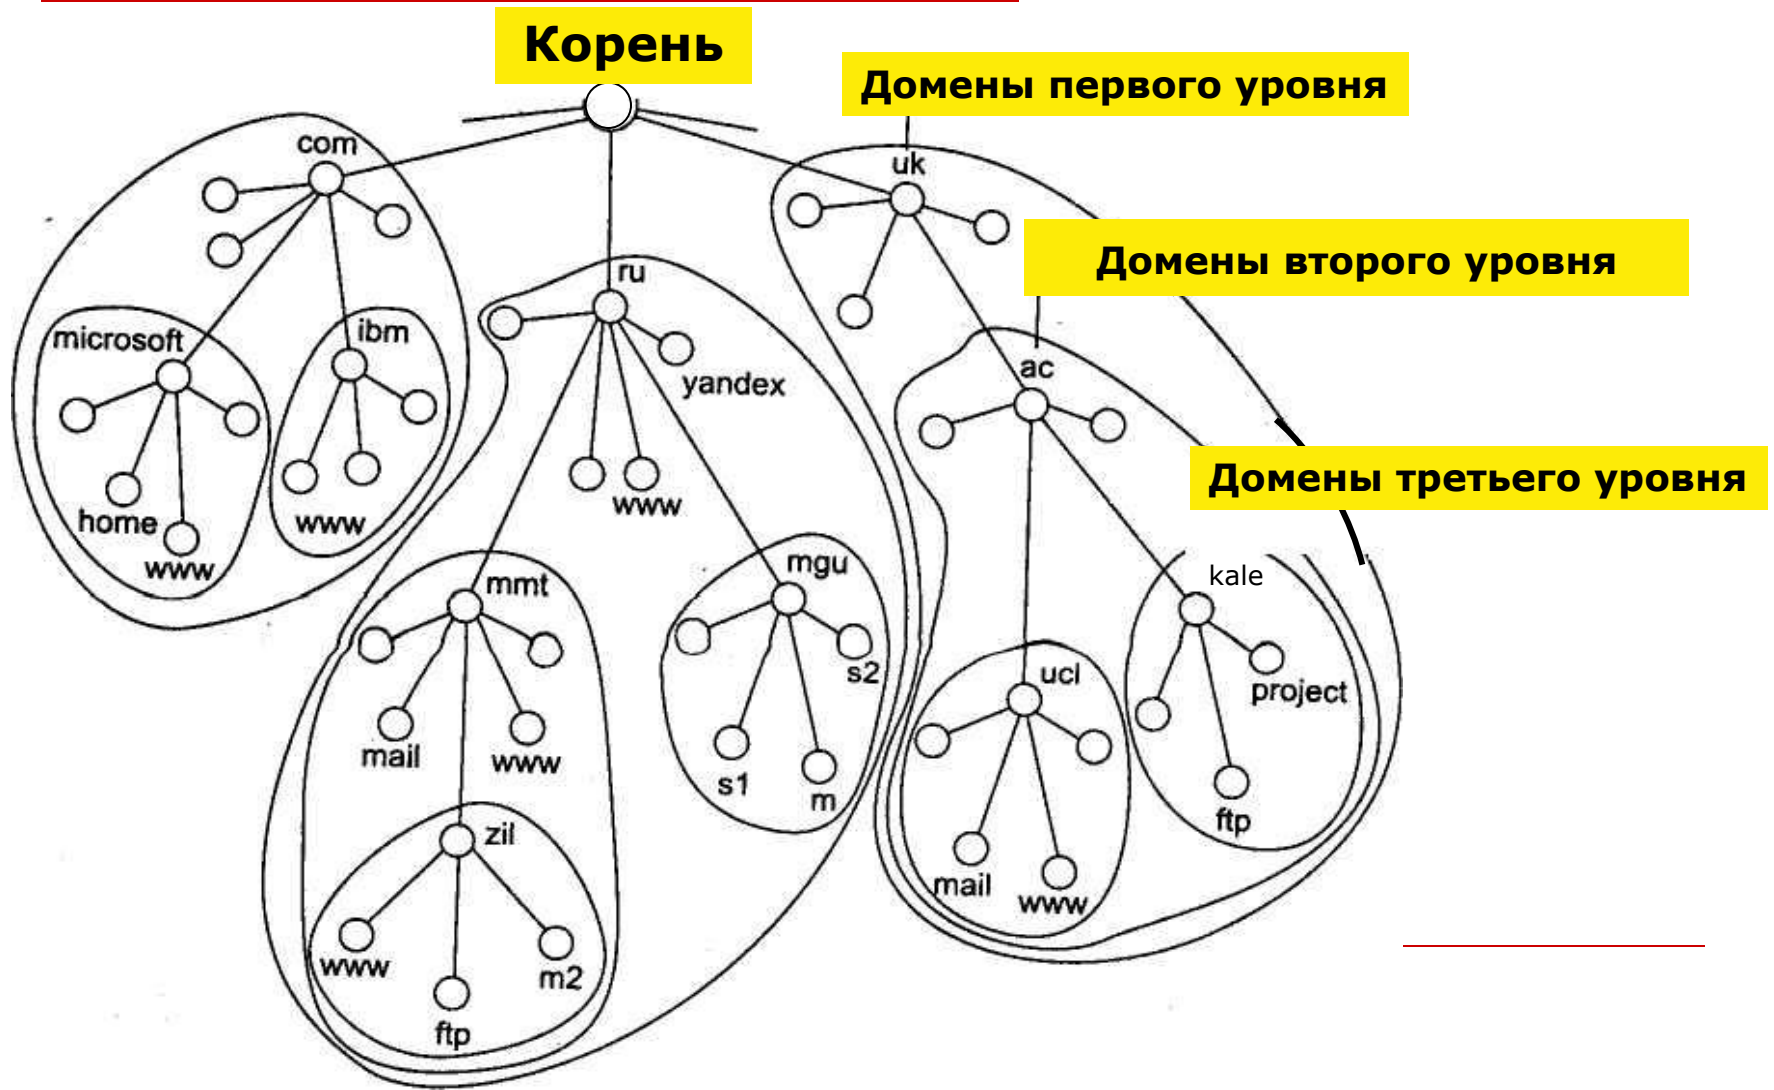 Корень
Домены первого уровня
com
uk
Домены второго уровня
ru
microsoft
ibm
ac
yandex
Домены третьего уровня
home
www
www
www
mgu
kale
mmt
s2
ucl
project
mail
www
s1
m
ftp
zil
mail
www
www
m2
ftp